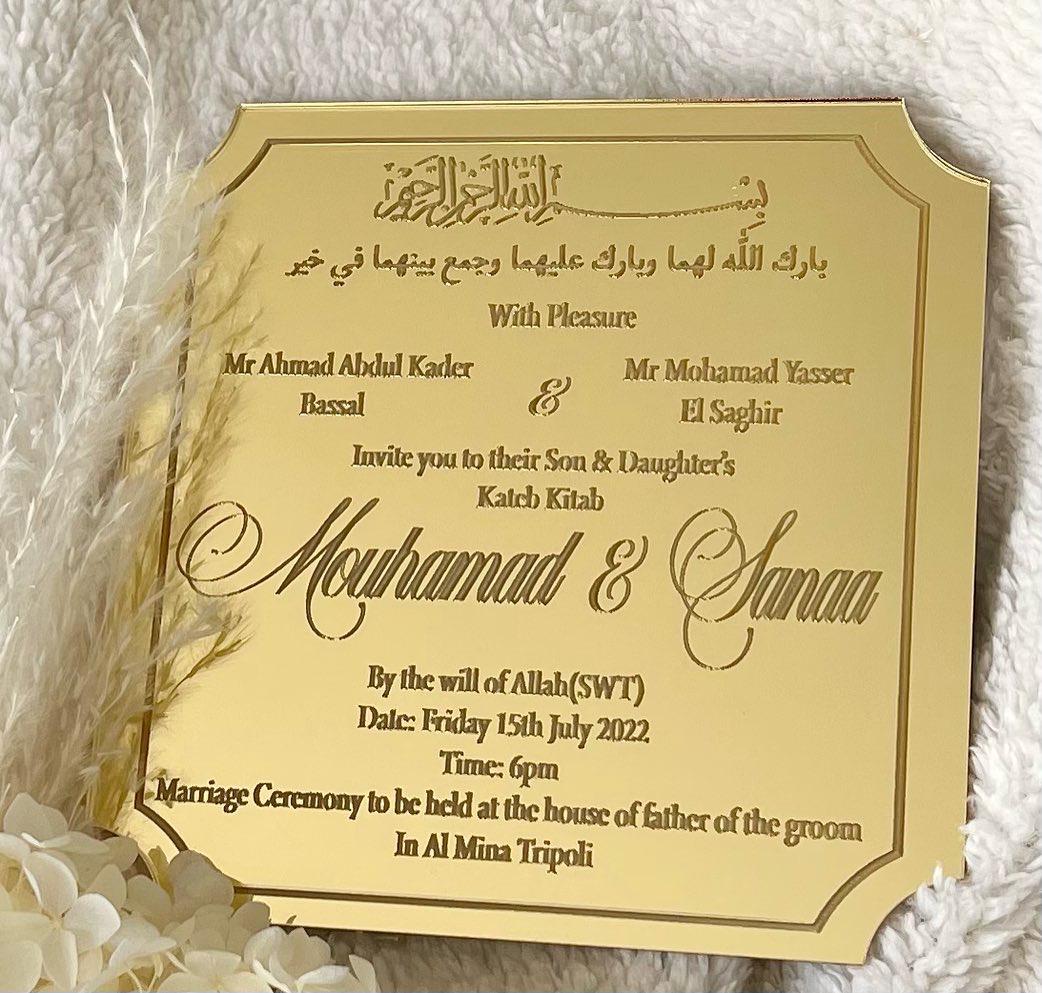 بسم الله الرحمن الرحيم
بارك الله لهما وبارك عليهما وجمع بينهما في خير
With Pleasure
Mr Ahmad Abdul Kader
Bassal
&
Mr Mohamad Yasser
El Saghir
Invite you to their Son & Daughter's
Kateb Kitab
Mouhamad & Sanaa
By the will of Allah(SWT)
Date: Friday 15th July 2022
Time: 6pm
Marriage Ceremony to be held at the house of father of the groom
In Al Mina Tripoli